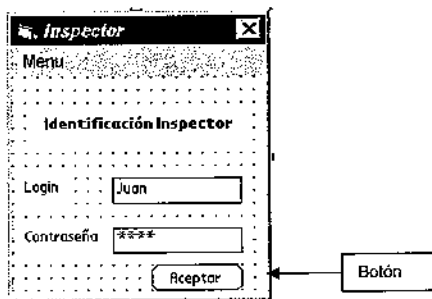 Inspector
Menu
Identificación Inspector
Login Juan
Contraseña ****
Aceptar
Botón